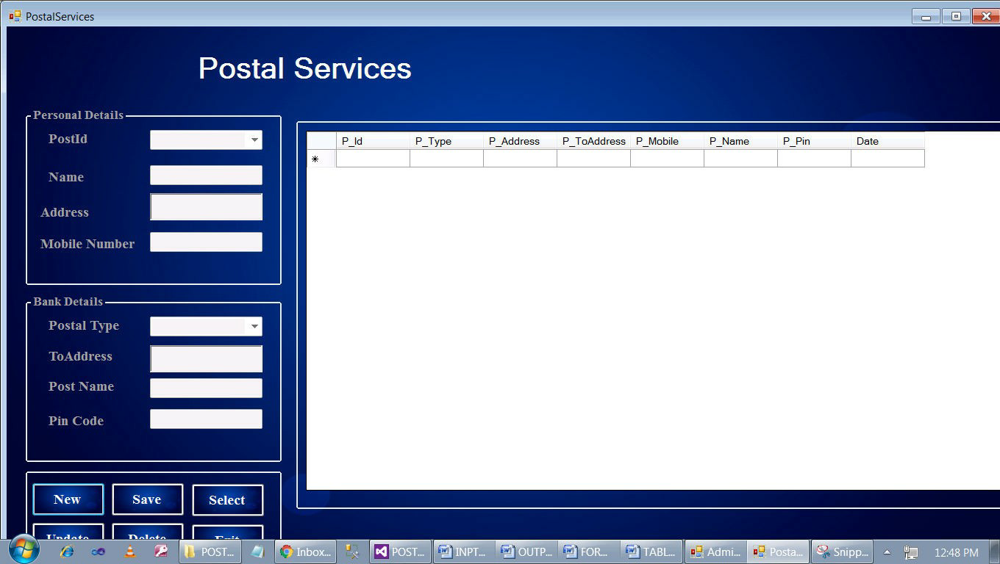 PostalServices
Postal Services
Personal Details
PostId
Name
Address
Mobile Number
Bank Details
Postal Type
ToAddress
Post Name
Pin Code
P_Id P_Type P_Address P_ToAddress P_Mobile P_Name P_Pin Date
New Save Select
Update Delete Exit
POST... Inbox... POST... INPT... OUTP... FOR... TABL... Admi... Posta... Snipp... 12:48 PM